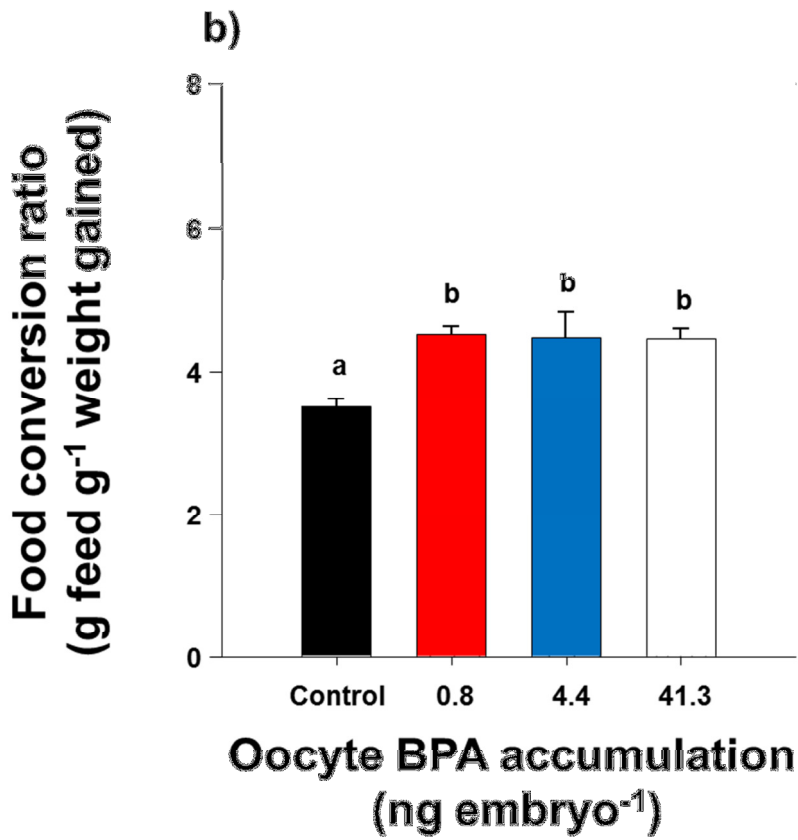 b)
Food conversion ratio
(g feed g⁻¹ weight gained)
8
6
4
2
0
a
b
b
b
Control 0.8 4.4 41.3
Oocyte BPA accumulation
(ng embryo⁻¹)